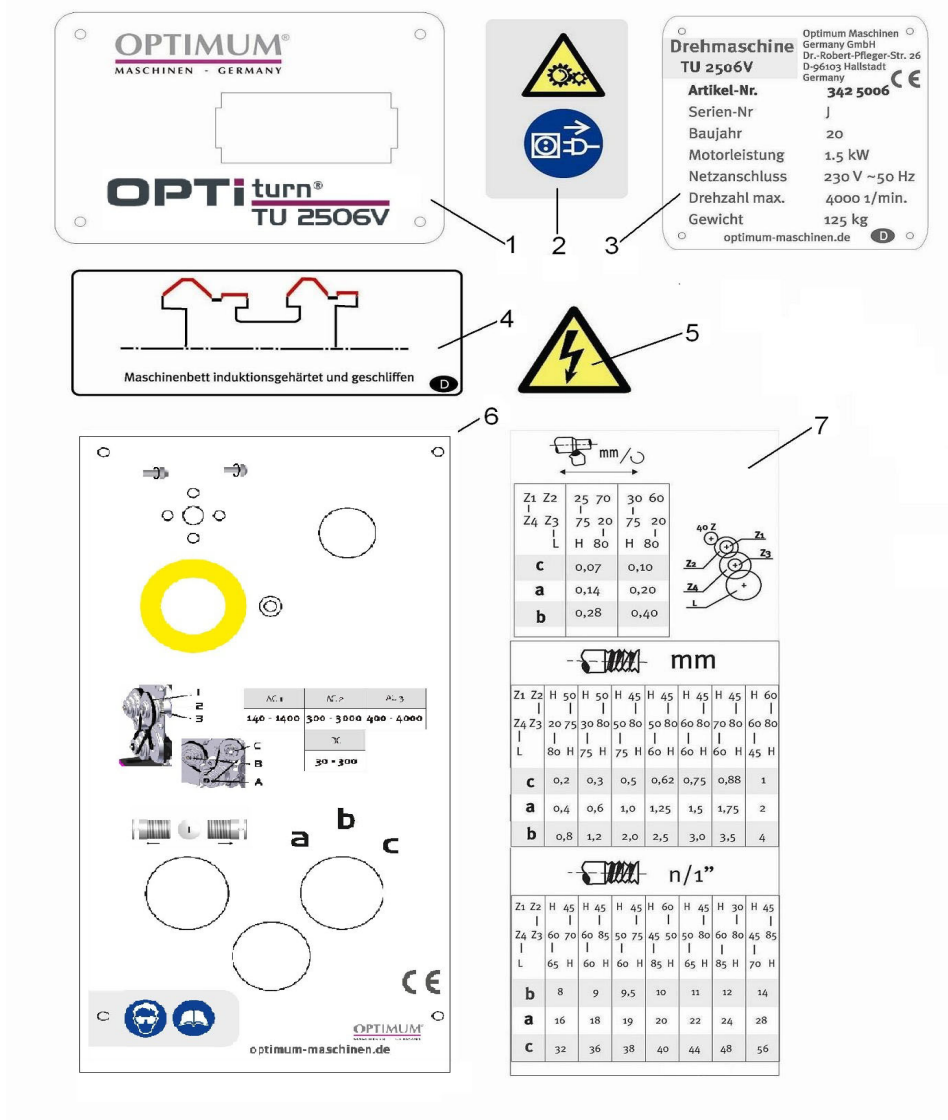 OPTIMUM®
MASCHINEN - GERMANY
OPTi turn®
TU 2506V
1
2
Drehmaschine
TU 2506V
Optimum Maschinen
Germany GmbH
Dr.-Robert-Pfleger-Str. 26
D-96103 Hallstadt
Germany
CE
Artikel-Nr. 342 5006
Serien-Nr J
Baujahr 20
Motorleistung 1.5 kW
Netzanschluss 230 V ~50 Hz
Drehzahl max. 4000 1/min.
Gewicht 125 kg
optimum-maschinen.de D
3
Maschinenbett induktionsgehärtet und geschliffen D
4
5
6
1
2
3
140 - 1400 300 - 3000 400 - 4000
30 - 300
C
B
A
a b c
CE
OPTIMUM
optimum-maschinen.de
7
mm/
Z1 Z2 25 70 30 60
Z4 Z3 75 20 75 20
L H 80 H 80
c 0,07 0,10
a 0,14 0,20
b 0,28 0,40
40 Z
Z1
Z2
Z3
Z4
L
mm
Z1 Z2 H 50 H 50 H 45 H 45 H 45 H 45 H 60
Z4 Z3 20 75 30 80 50 80 50 80 60 80 70 80 60 80
L 80 H 75 H 75 H 60 H 60 H 60 H 45 H
c 0,2 0,3 0,5 0,62 0,75 0,88 1
a 0,4 0,6 1,0 1,25 1,5 1,75 2
b 0,8 1,2 2,0 2,5 3,0 3,5 4
n/1”
Z1 Z2 H 45 H 45 H 45 H 60 H 45 H 30 H 45
Z4 Z3 60 70 60 85 50 75 45 50 50 80 60 80 45 85
L 65 H 60 H 60 H 85 H 65 H 85 H 70 H
b 8 9 9,5 10 11 12 14
a 16 18 19 20 22 24 28
c 32 36 38 40 44 48 56